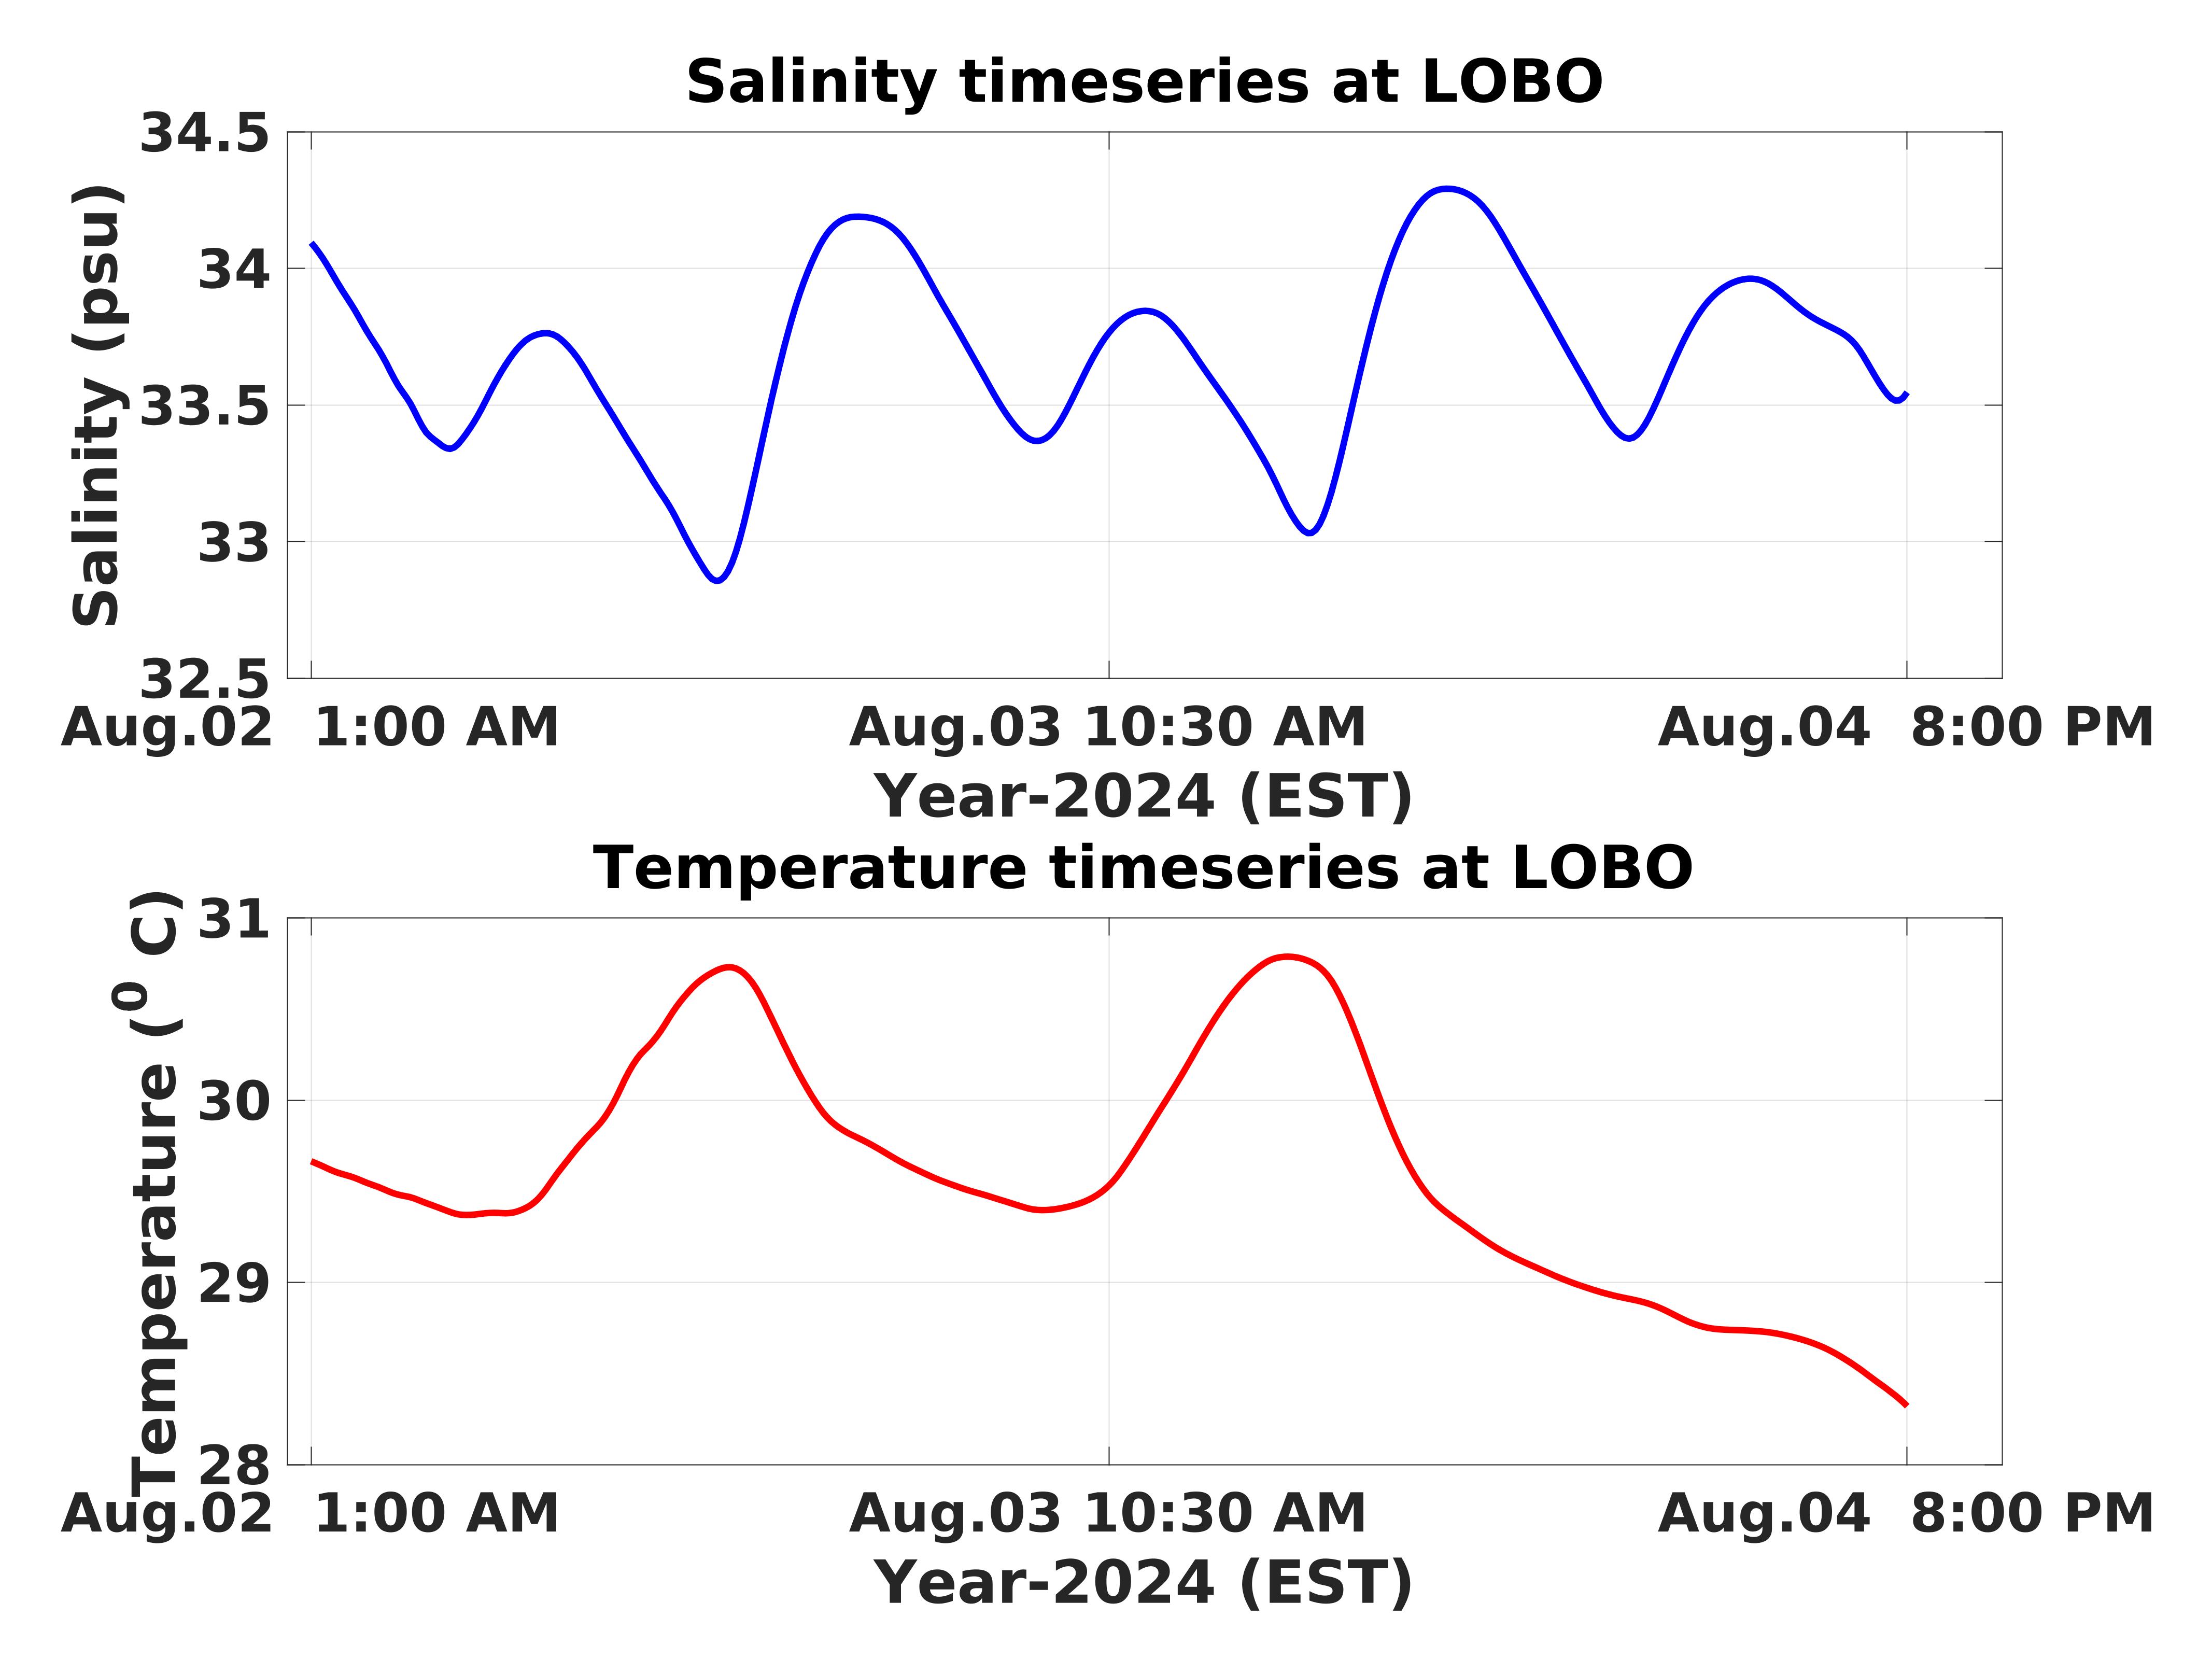 Salinity timeseries at LOBO
34.5
34
33.5
33
32.5
Salinity (psu)
Aug.02 1:00 AM Aug.03 10:30 AM Aug.04 8:00 PM
Year-2024 (EST)
Temperature timeseries at LOBO
31
30
29
28
Temperature (⁰ C)
Aug.02 1:00 AM Aug.03 10:30 AM Aug.04 8:00 PM
Year-2024 (EST)